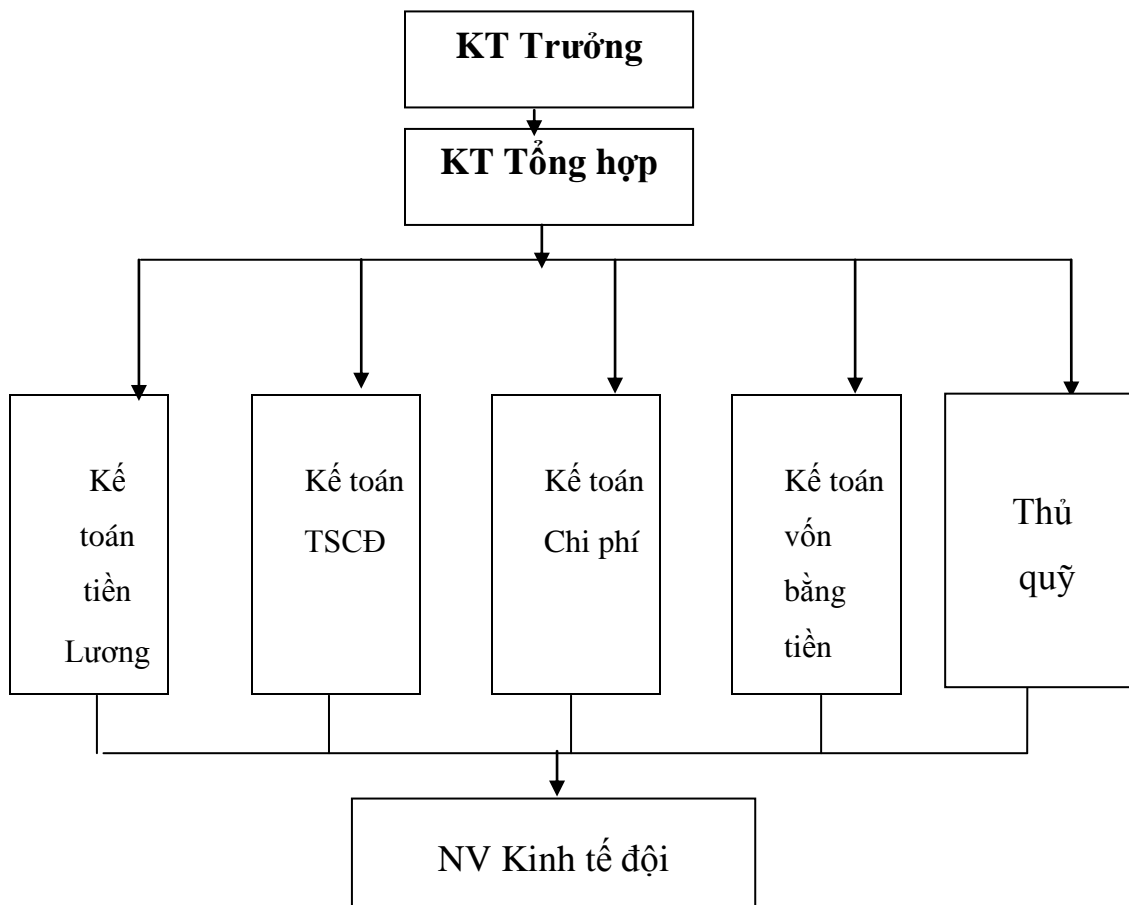 KT Trưởng
KT Tổng hợp
Kế
toán
tiền
Lương
Kế toán
TSCĐ
Kế toán
Chi phí
Kế toán
vốn
bằng
tiền
Thủ
quỹ
NV Kinh tế đội